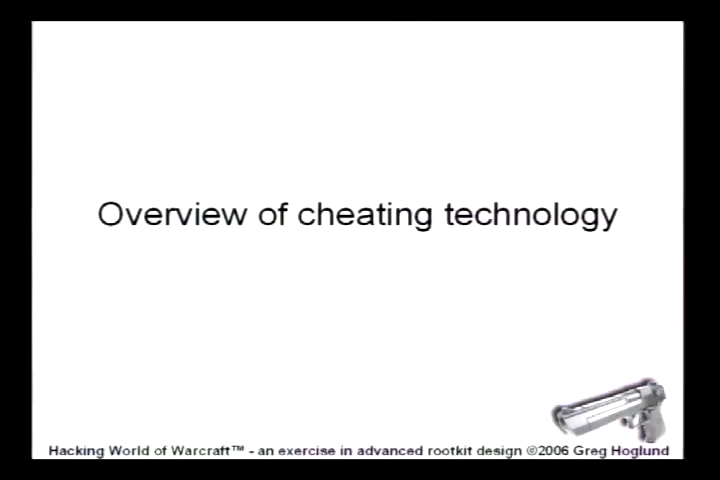 Overview of cheating technology
Hacking World of Warcraft™ - an exercise in advanced rootkit design ©2006 Greg Hoglund